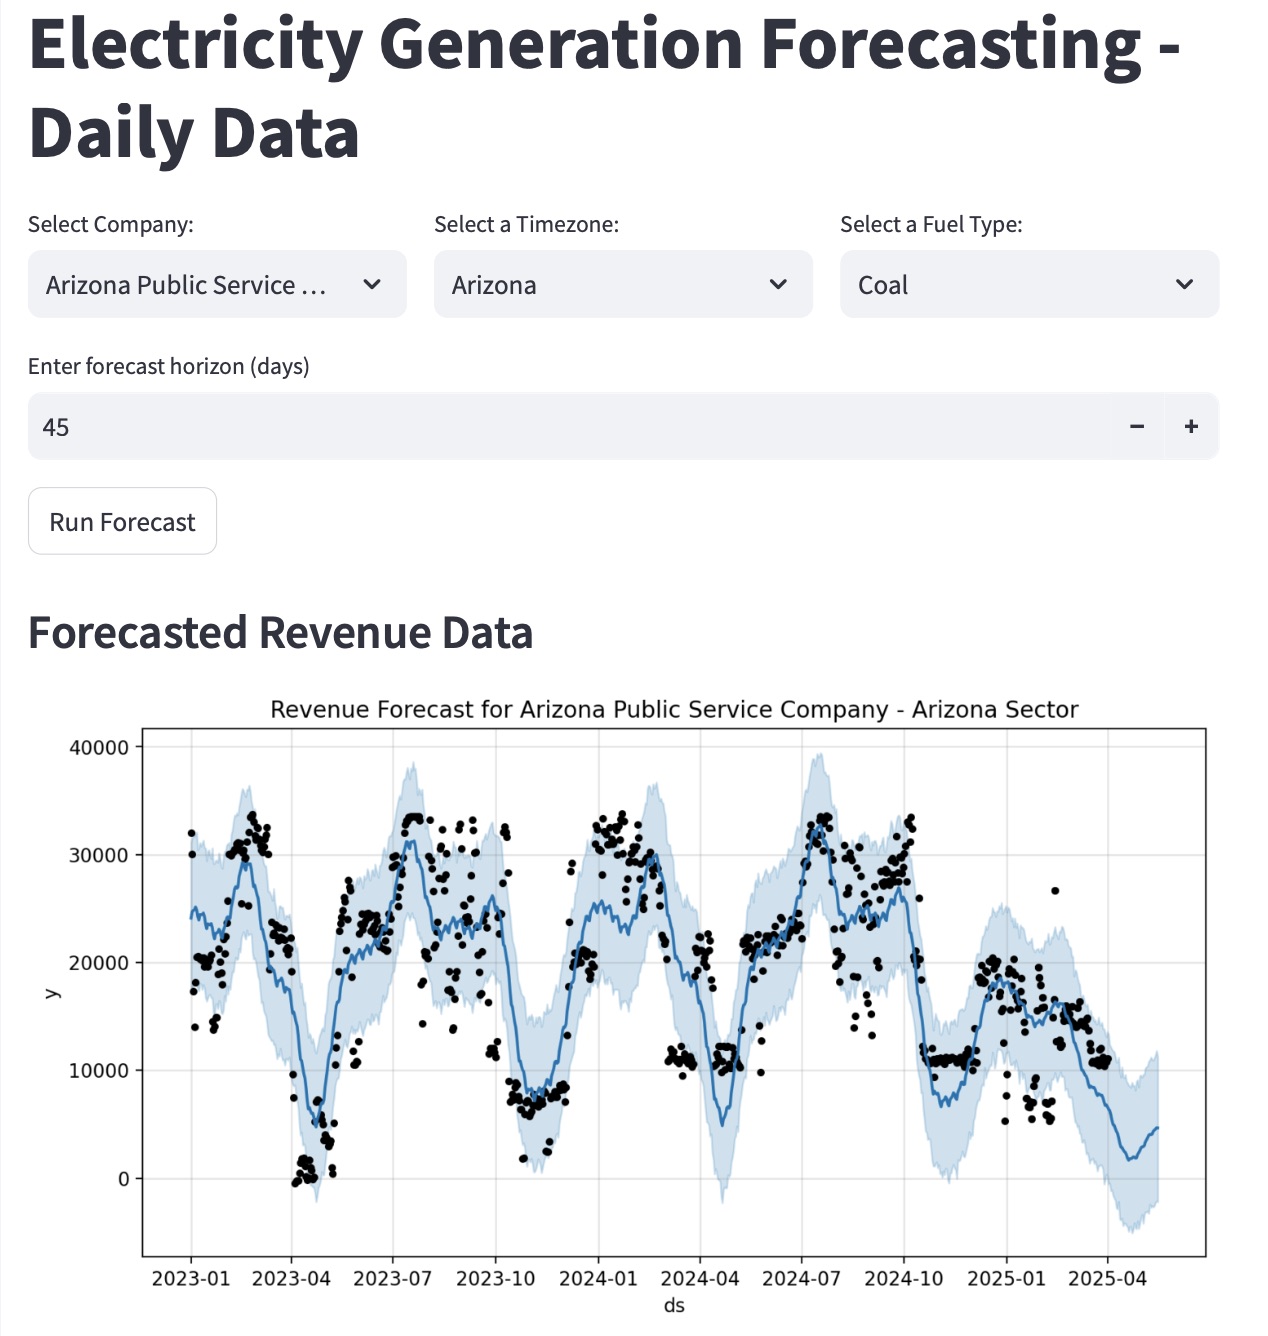 Electricity Generation Forecasting -
Daily Data
Select Company:
Select a Timezone:
Select a Fuel Type:
Arizona Public Service ...
Arizona
Coal
Enter forecast horizon (days)
45
− +
Run Forecast
Forecasted Revenue Data
Revenue Forecast for Arizona Public Service Company - Arizona Sector
40000
30000
20000
10000
0
y
2023-01 2023-04 2023-07 2023-10 2024-01 2024-04 2024-07 2024-10 2025-01 2025-04
ds